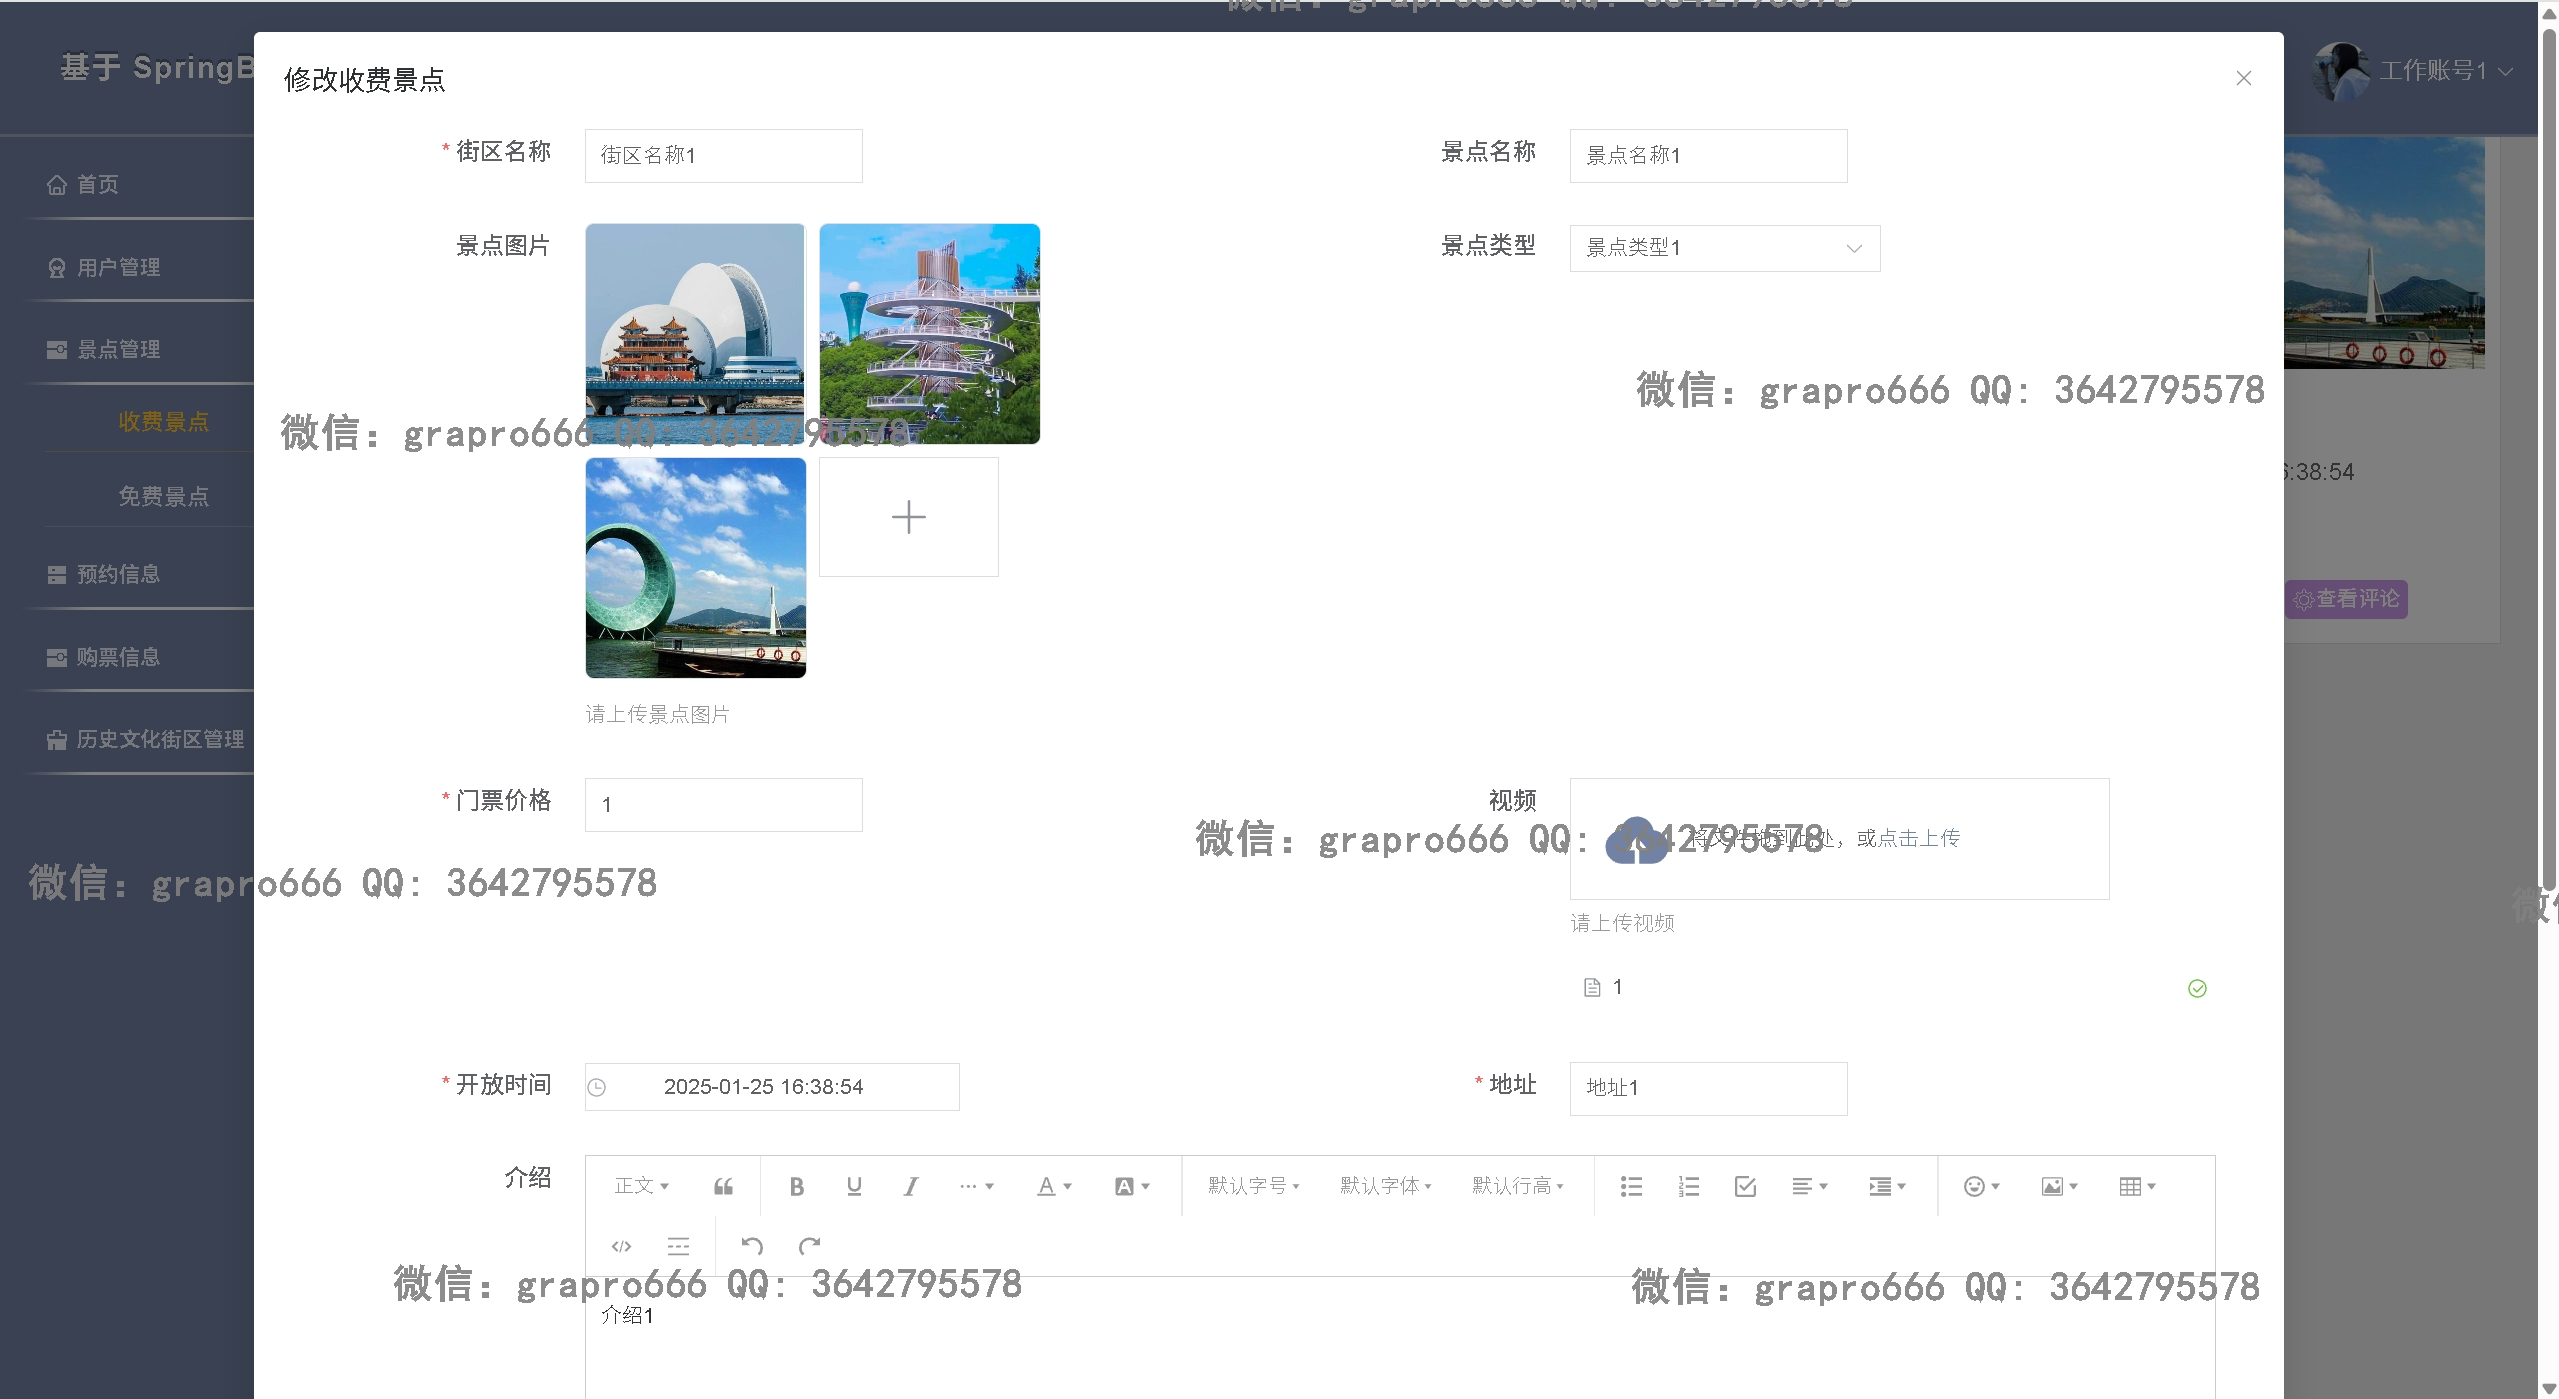 微信: grapro666 QQ: 3642795578
基于 SpringB
修改收费景点
工作账号1
* 街区名称
街区名称1
景点名称
景点名称1
首页
用户管理
景点管理
收费景点
免费景点
预约信息
购票信息
历史文化街区管理
景点图片
景点类型
景点类型1
微信: grapro666 QQ: 3642795578
微信: grapro666 QQ: 3642795578
:38:54
查看评论
请上传景点图片
* 门票价格
1
视频
将文件拖到此处，或点击上传
微信: grapro666 QQ: 3642795578
微信: grapro666 QQ: 3642795578
微信
请上传视频
1
* 开放时间
2025-01-25 16:38:54
* 地址
地址1
介绍
正文
B U I A A
默认字号 默认字体 默认行高
微信: grapro666 QQ: 3642795578
微信: grapro666 QQ: 3642795578
介绍1